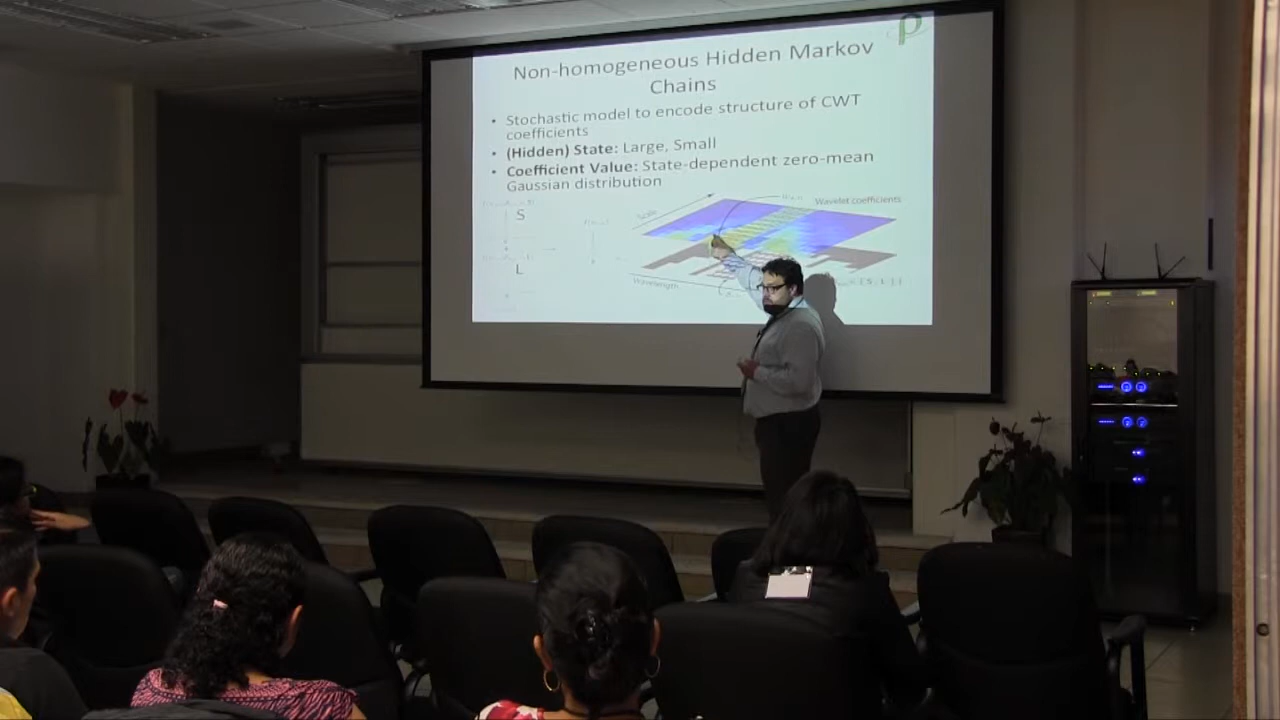 Non-homogeneous Hidden Markov
Chains
• Stochastic model to encode structure of CWT
coefficients
• (Hidden) State: Large, Small
• Coefficient Value: State-dependent zero-mean
Gaussian distribution
Wavelet coefficients
Scale
S
L
Wavelength
{S, L}